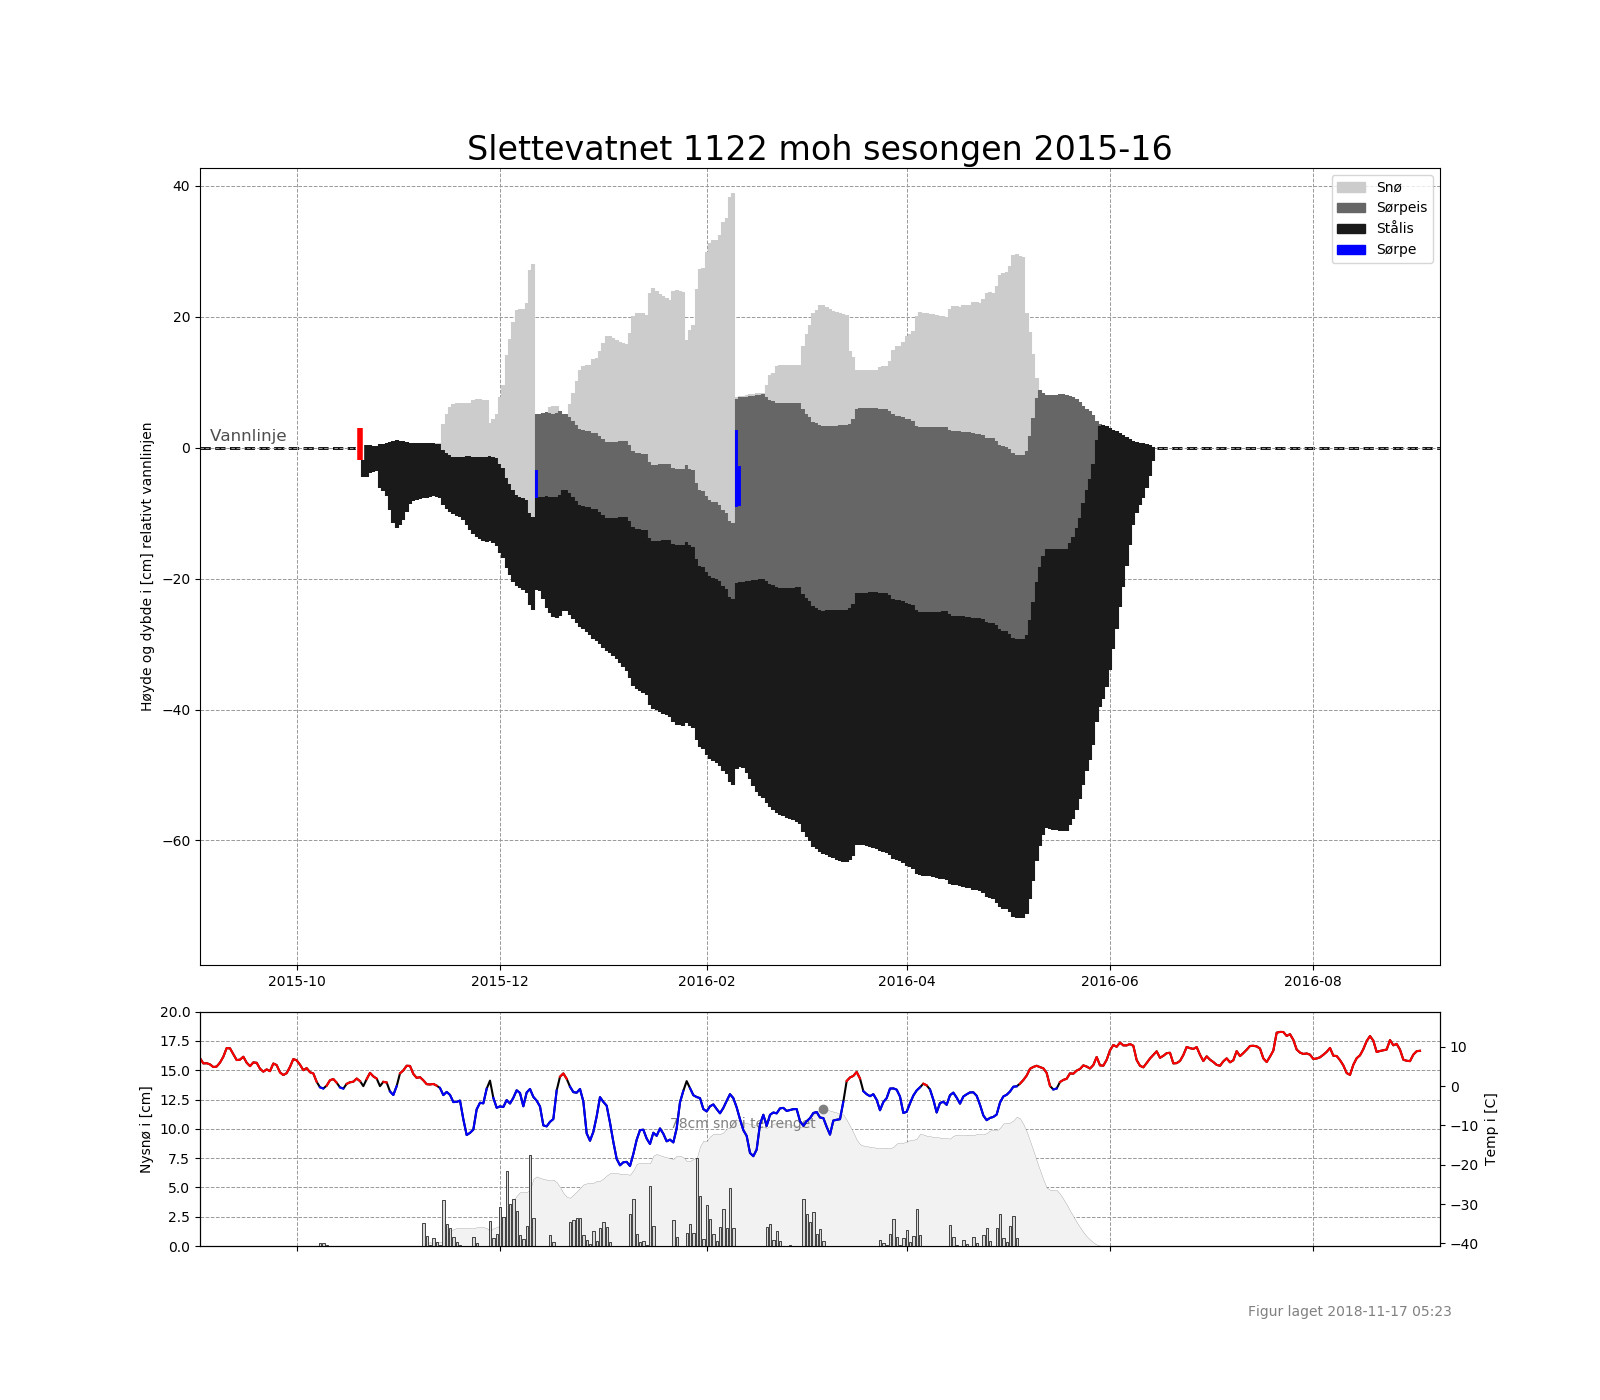 Slettevatnet 1122 moh sesongen 2015-16
Snø
Sørpeis
Stålis
Sørpe
40
20
0
−20
−40
−60
Høyde og dybde i [cm] relativt vannlinjen
Vannlinje
2015-10
2015-12
2016-02
2016-04
2016-06
2016-08
20.0
17.5
15.0
12.5
10.0
7.5
5.0
2.5
0.0
Nysnø i [cm]
78cm snø i terrenget
10
0
−10
−20
−30
−40
Temp i [C]
Figur laget 2018-11-17 05:23